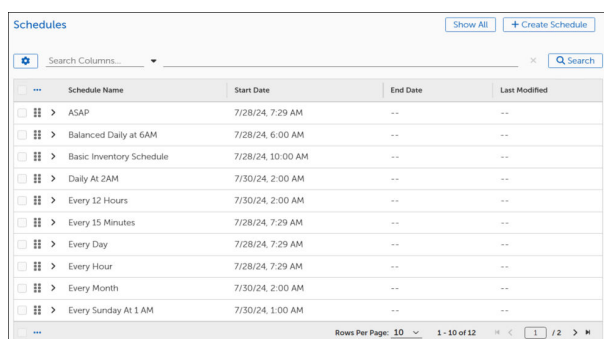 Schedules
Show All + Create Schedule
Search Columns... × Search
... Schedule Name Start Date End Date Last Modified
ASAP 7/28/24, 7:29 AM -- --
Balanced Daily at 6AM 7/28/24, 6:00 AM -- --
Basic Inventory Schedule 7/28/24, 10:00 AM -- --
Daily At 2AM 7/30/24, 2:00 AM -- --
Every 12 Hours 7/30/24, 2:00 AM -- --
Every 15 Minutes 7/28/24, 7:29 AM -- --
Every Day 7/28/24, 7:29 AM -- --
Every Hour 7/28/24, 7:29 AM -- --
Every Month 7/30/24, 2:00 AM -- --
Every Sunday At 1 AM 7/30/24, 1:00 AM -- --
... Rows Per Page: 10 1 - 10 of 12 1 / 2